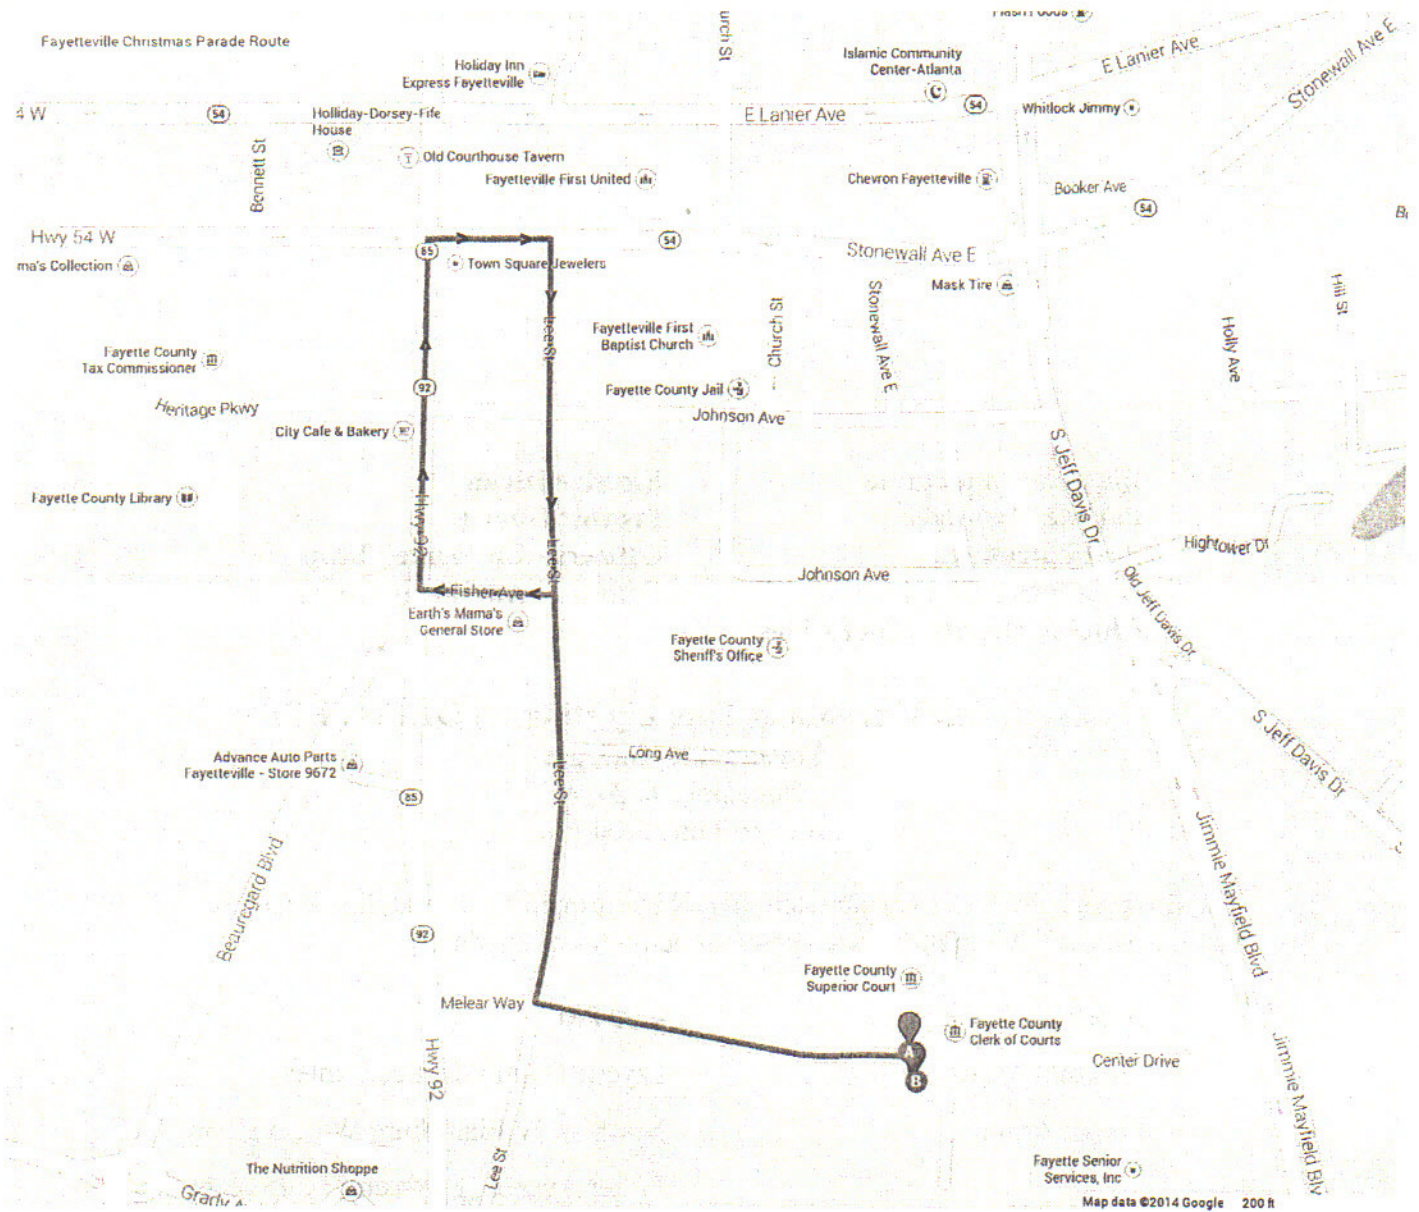 Fayetteville Christmas Parade Route
Holiday Inn
Express Fayetteville
urch St
Islamic Community
Center-Atlanta
E Lanier Ave
Stonewall Ave E
4 W
54
Holliday-Dorsey-Fife
House
E Lanier Ave
54
Whitlock Jimmy
Bennett St
Old Courthouse Tavern
Fayetteville First United
Chevron Fayetteville
Booker Ave
54
Hwy 54 W
85
54
Stonewall Ave E
ma's Collection
Town Square Jewelers
Mask Tire
Hill St
Lee St
Fayetteville First
Baptist Church
Church St
Stonewall Ave E
Holly Ave
Fayette County
Tax Commissioner
92
Fayette County Jail
Heritage Pkwy
Johnson Ave
City Cafe & Bakery
S Jeff Davis Dr
Fayette County Library
Hwy 92
Lee St
Hightower Dr
Johnson Ave
Fisher Ave
Old Jeff Davis Dr
Earth's Mama's
General Store
Fayette County
Sheriff's Office
S Jeff Davis Dr
Advance Auto Parts
Fayetteville - Store 9672
Long Ave
Lee St
85
Beauregard Blvd
Jimmie Mayfield Blvd
92
Fayette County
Superior Court
Melear Way
Fayette County
Clerk of Courts
A
B
Center Drive
Hwy 92
Jimmie Mayfield Blv
Lee St
The Nutrition Shoppe
Fayette Senior
Services, Inc
Grady A
Map data ©2014 Google 200 ft